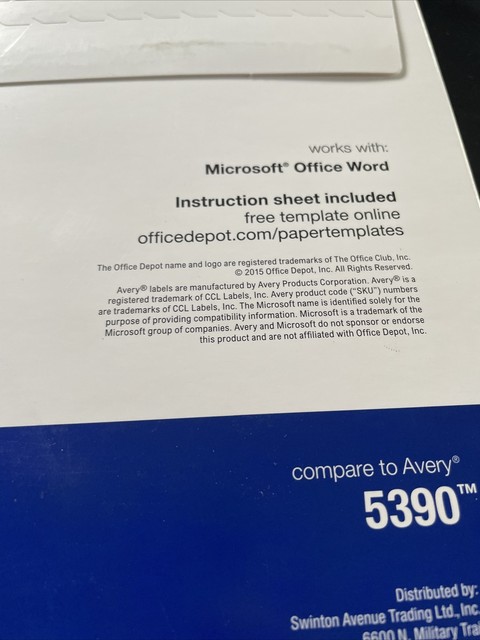 works with:
Microsoft® Office Word
Instruction sheet included
free template online
officedepot.com/papertemplates
The Office Depot name and logo are registered trademarks of The Office Club, Inc.
© 2015 Office Depot, Inc. All Rights Reserved.
Avery® labels are manufactured by Avery Products Corporation. Avery® is a
registered trademark of CCL Labels, Inc. Avery product code ("SKU") numbers
are trademarks of CCL Labels, Inc. The Microsoft name is identified solely for the
purpose of providing compatibility information. Microsoft is a trademark of the
Microsoft group of companies. Avery and Microsoft do not sponsor or endorse
this product and are not affiliated with Office Depot, Inc.
compare to Avery®
5390™
Distributed by:
Swinton Avenue Trading Ltd., Inc.
6600 N. Military Trai